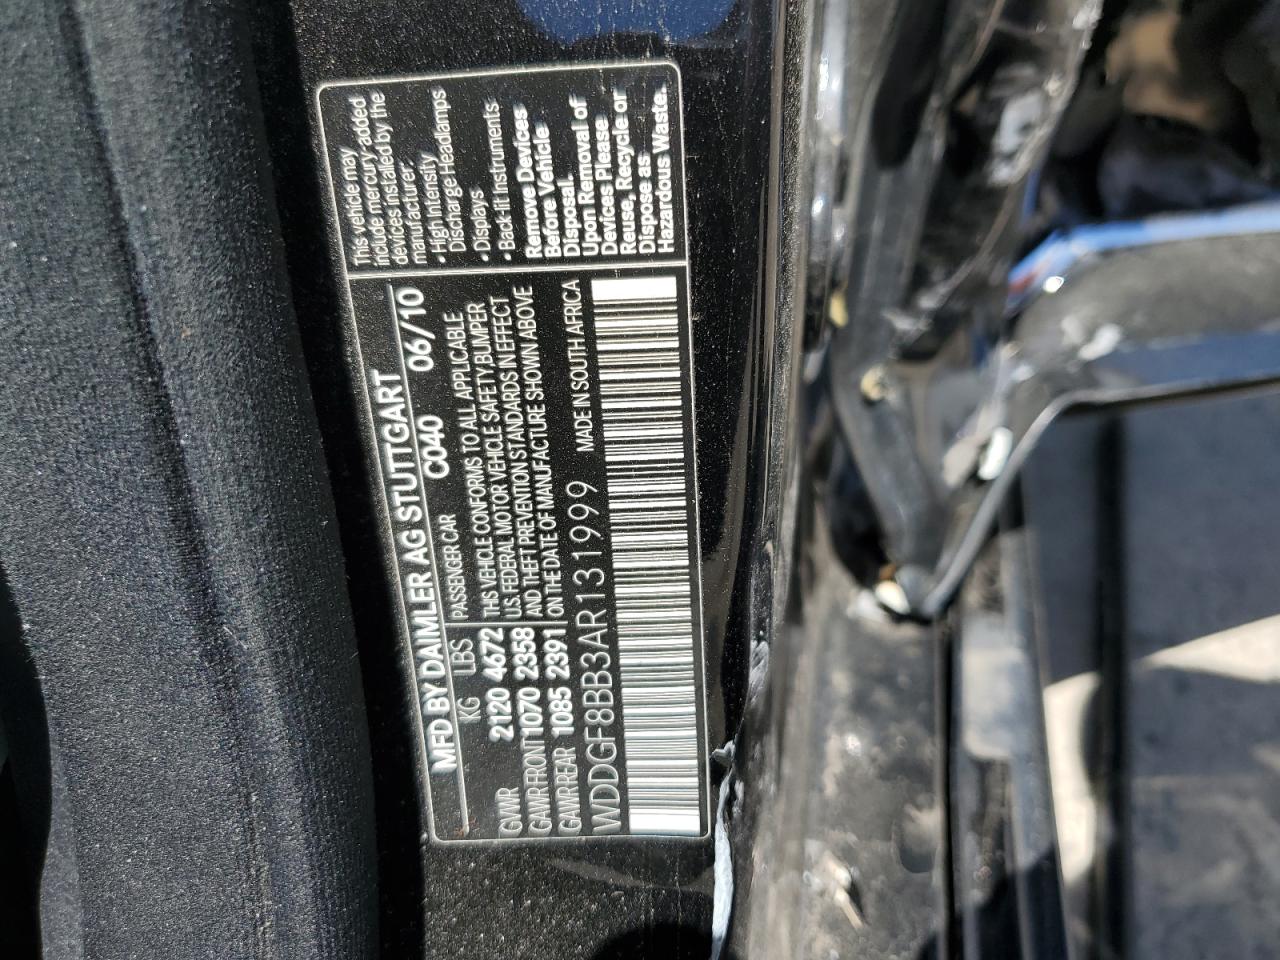 MFD BY DAIMLER AG STUTTGART
KG LBS PASSENGER CAR C040 06/10
GVWR 2120 4672
GAWR FRONT 1070 2358
GAWR REAR 1085 2391
THIS VEHICLE CONFORMS TO ALL APPLICABLE
U.S. FEDERAL MOTOR VEHICLE SAFETY,BUMPER
AND THEFT PREVENTION STANDARDS IN EFFECT
ON THE DATE OF MANUFACTURE SHOWN ABOVE
WDDGF8BB3AR131999 MADE IN SOUTH AFRICA
This vehicle may
include mercury-added
devices installed by the
manufacturer:
• High Intensity
• Discharge Headlamps
• Displays
• Back-lit Instruments
Remove Devices
Before Vehicle
Disposal.
Upon Removal of
Devices Please
Reuse, Recycle or
Dispose as
Hazardous Waste.